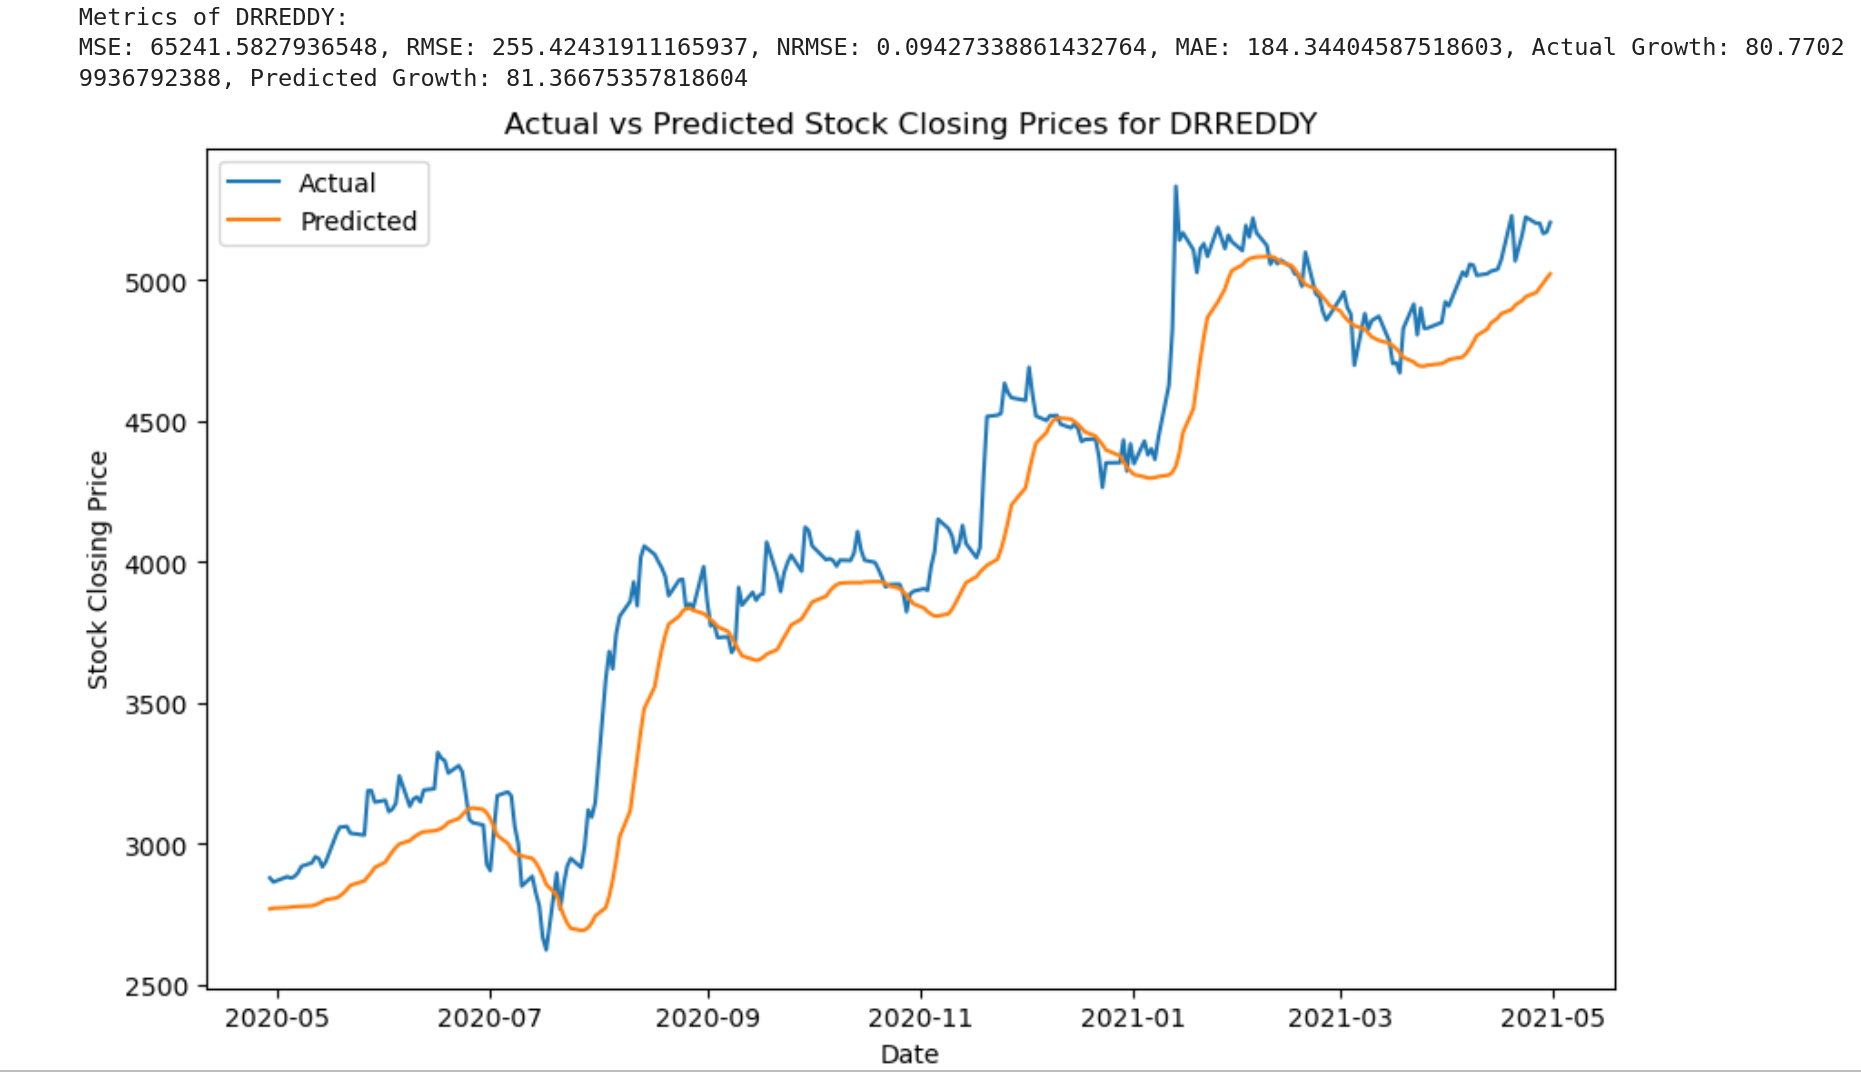 Metrics of DRREDDY:
MSE: 65241.5827936548, RMSE: 255.42431911165937, NRMSE: 0.09427338861432764, MAE: 184.34404587518603, Actual Growth: 80.7702
9936792388, Predicted Growth: 81.36675357818604
Actual vs Predicted Stock Closing Prices for DRREDDY
Actual
Predicted
5000
4500
4000
3500
3000
2500
Stock Closing Price
2020-05 2020-07 2020-09 2020-11 2021-01 2021-03 2021-05
Date